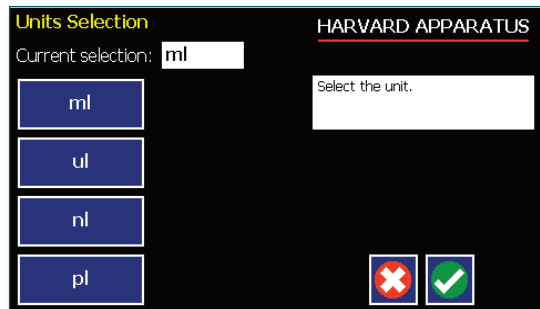 Units Selection
HARVARD APPARATUS
Current selection: ml
ml
Select the unit.
ul
nl
pl